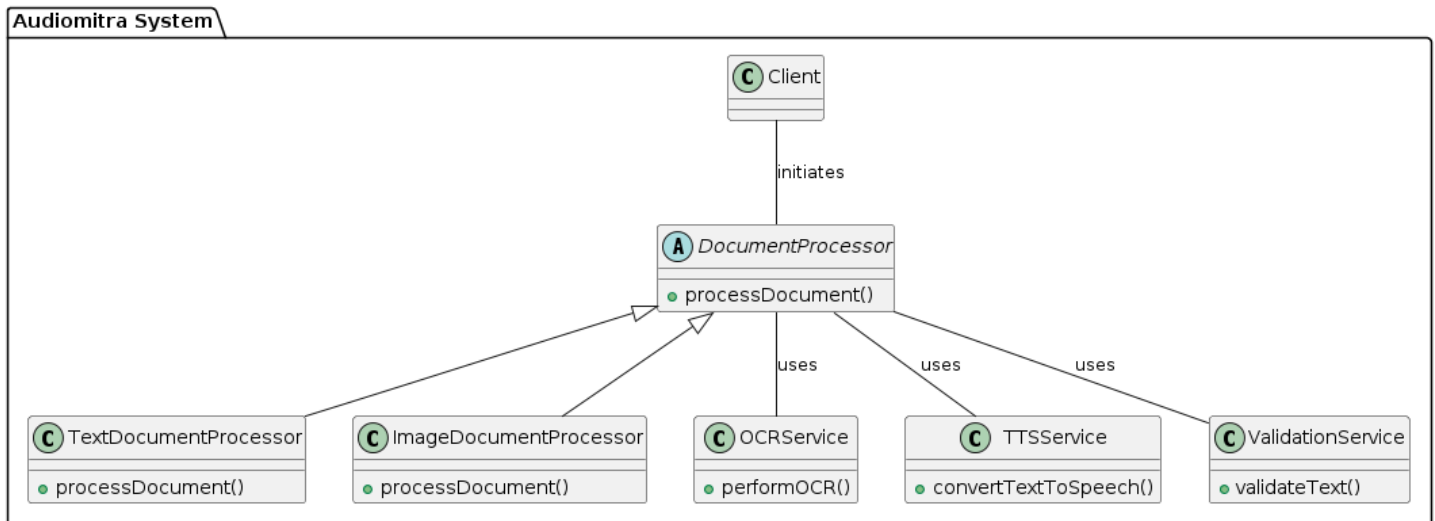 Audiomitra System
C Client
initiates
A DocumentProcessor
processDocument()
uses
uses
uses
C TextDocumentProcessor
processDocument()
C ImageDocumentProcessor
processDocument()
C OCRService
performOCR()
C TTSService
convertTextToSpeech()
C ValidationService
validateText()